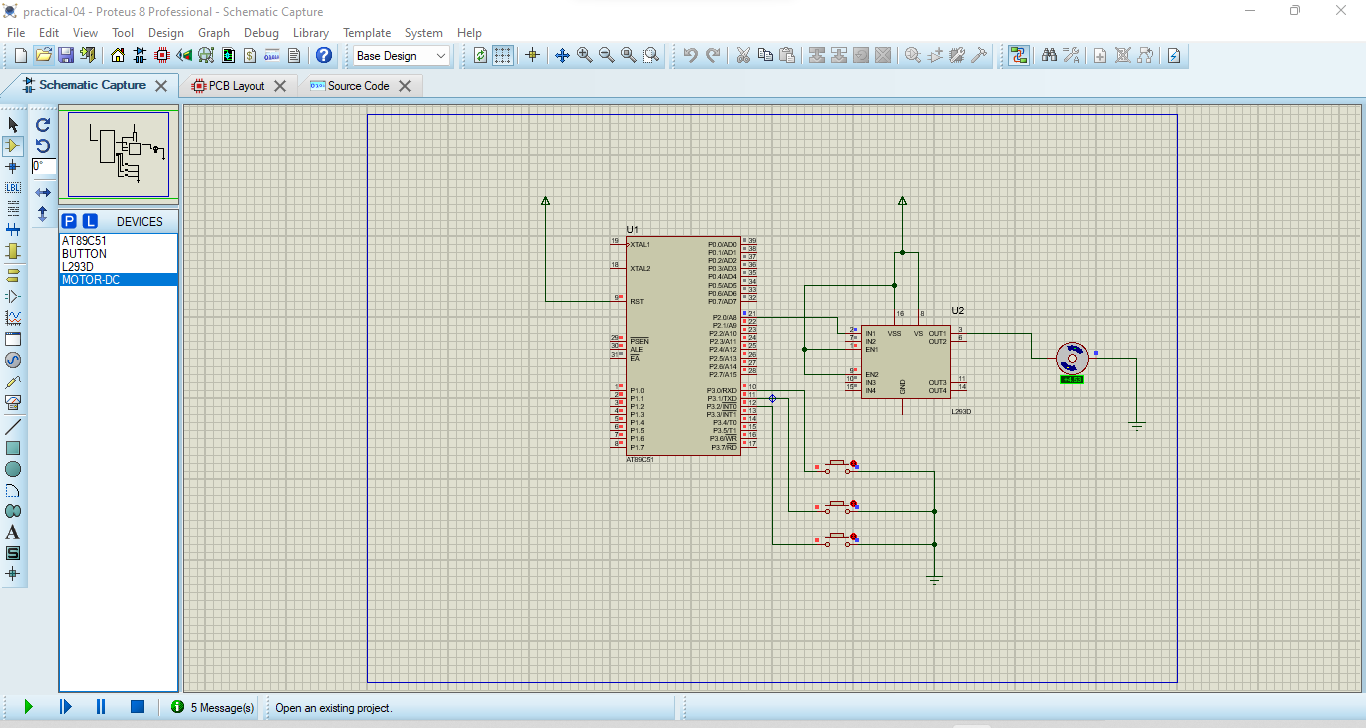 practical-04 - Proteus 8 Professional - Schematic Capture
File Edit View Tool Design Graph Debug Library Template System Help
Base Design
Schematic Capture
PCB Layout
Source Code
0°
LBL
P L DEVICES
AT89C51
BUTTON
L293D
MOTOR-DC
A
S
U1
19 XTAL1
18 XTAL2
9 RST
29 PSEN
30 ALE
31 EA
1 P1.0
2 P1.1
3 P1.2
4 P1.3
5 P1.4
6 P1.5
7 P1.6
8 P1.7
P0.0/AD0 39
P0.1/AD1 38
P0.2/AD2 37
P0.3/AD3 36
P0.4/AD4 35
P0.5/AD5 34
P0.6/AD6 33
P0.7/AD7 32
P2.0/A8 21
P2.1/A9 22
P2.2/A10 23
P2.3/A11 24
P2.4/A12 25
P2.5/A13 26
P2.6/A14 27
P2.7/A15 28
P3.0/RXD 10
P3.1/TXD 11
P3.2/INT0 12
P3.3/INT1 13
P3.4/T0 14
P3.5/T1 15
P3.6/WR 16
P3.7/RD 17
AT89C51
U2
16 8
VSS VS
2 IN1
7 IN2
1 EN1
9 EN2
10 IN3
15 IN4
OUT1 3
OUT2 6
OUT3 11
OUT4 14
GND
L293D
5 Message(s)
Open an existing project.